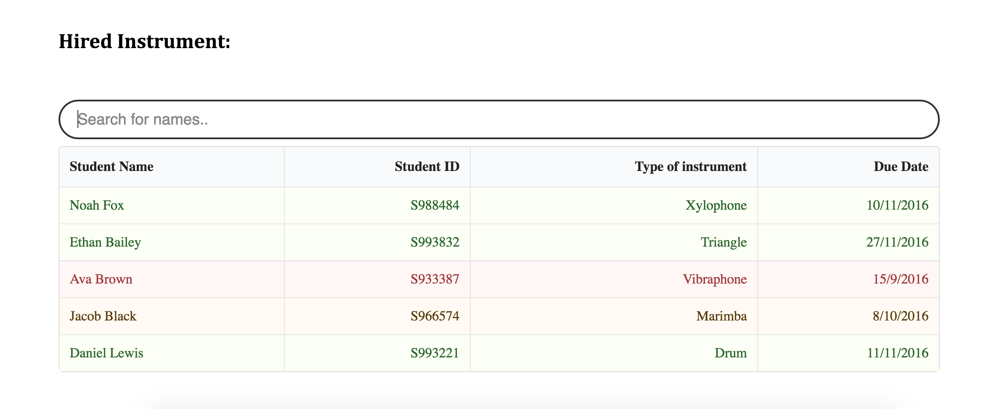 Hired Instrument:
Search for names..
Student Name Student ID Type of instrument Due Date
Noah Fox S988484 Xylophone 10/11/2016
Ethan Bailey S993832 Triangle 27/11/2016
Ava Brown S933387 Vibraphone 15/9/2016
Jacob Black S966574 Marimba 8/10/2016
Daniel Lewis S993221 Drum 11/11/2016